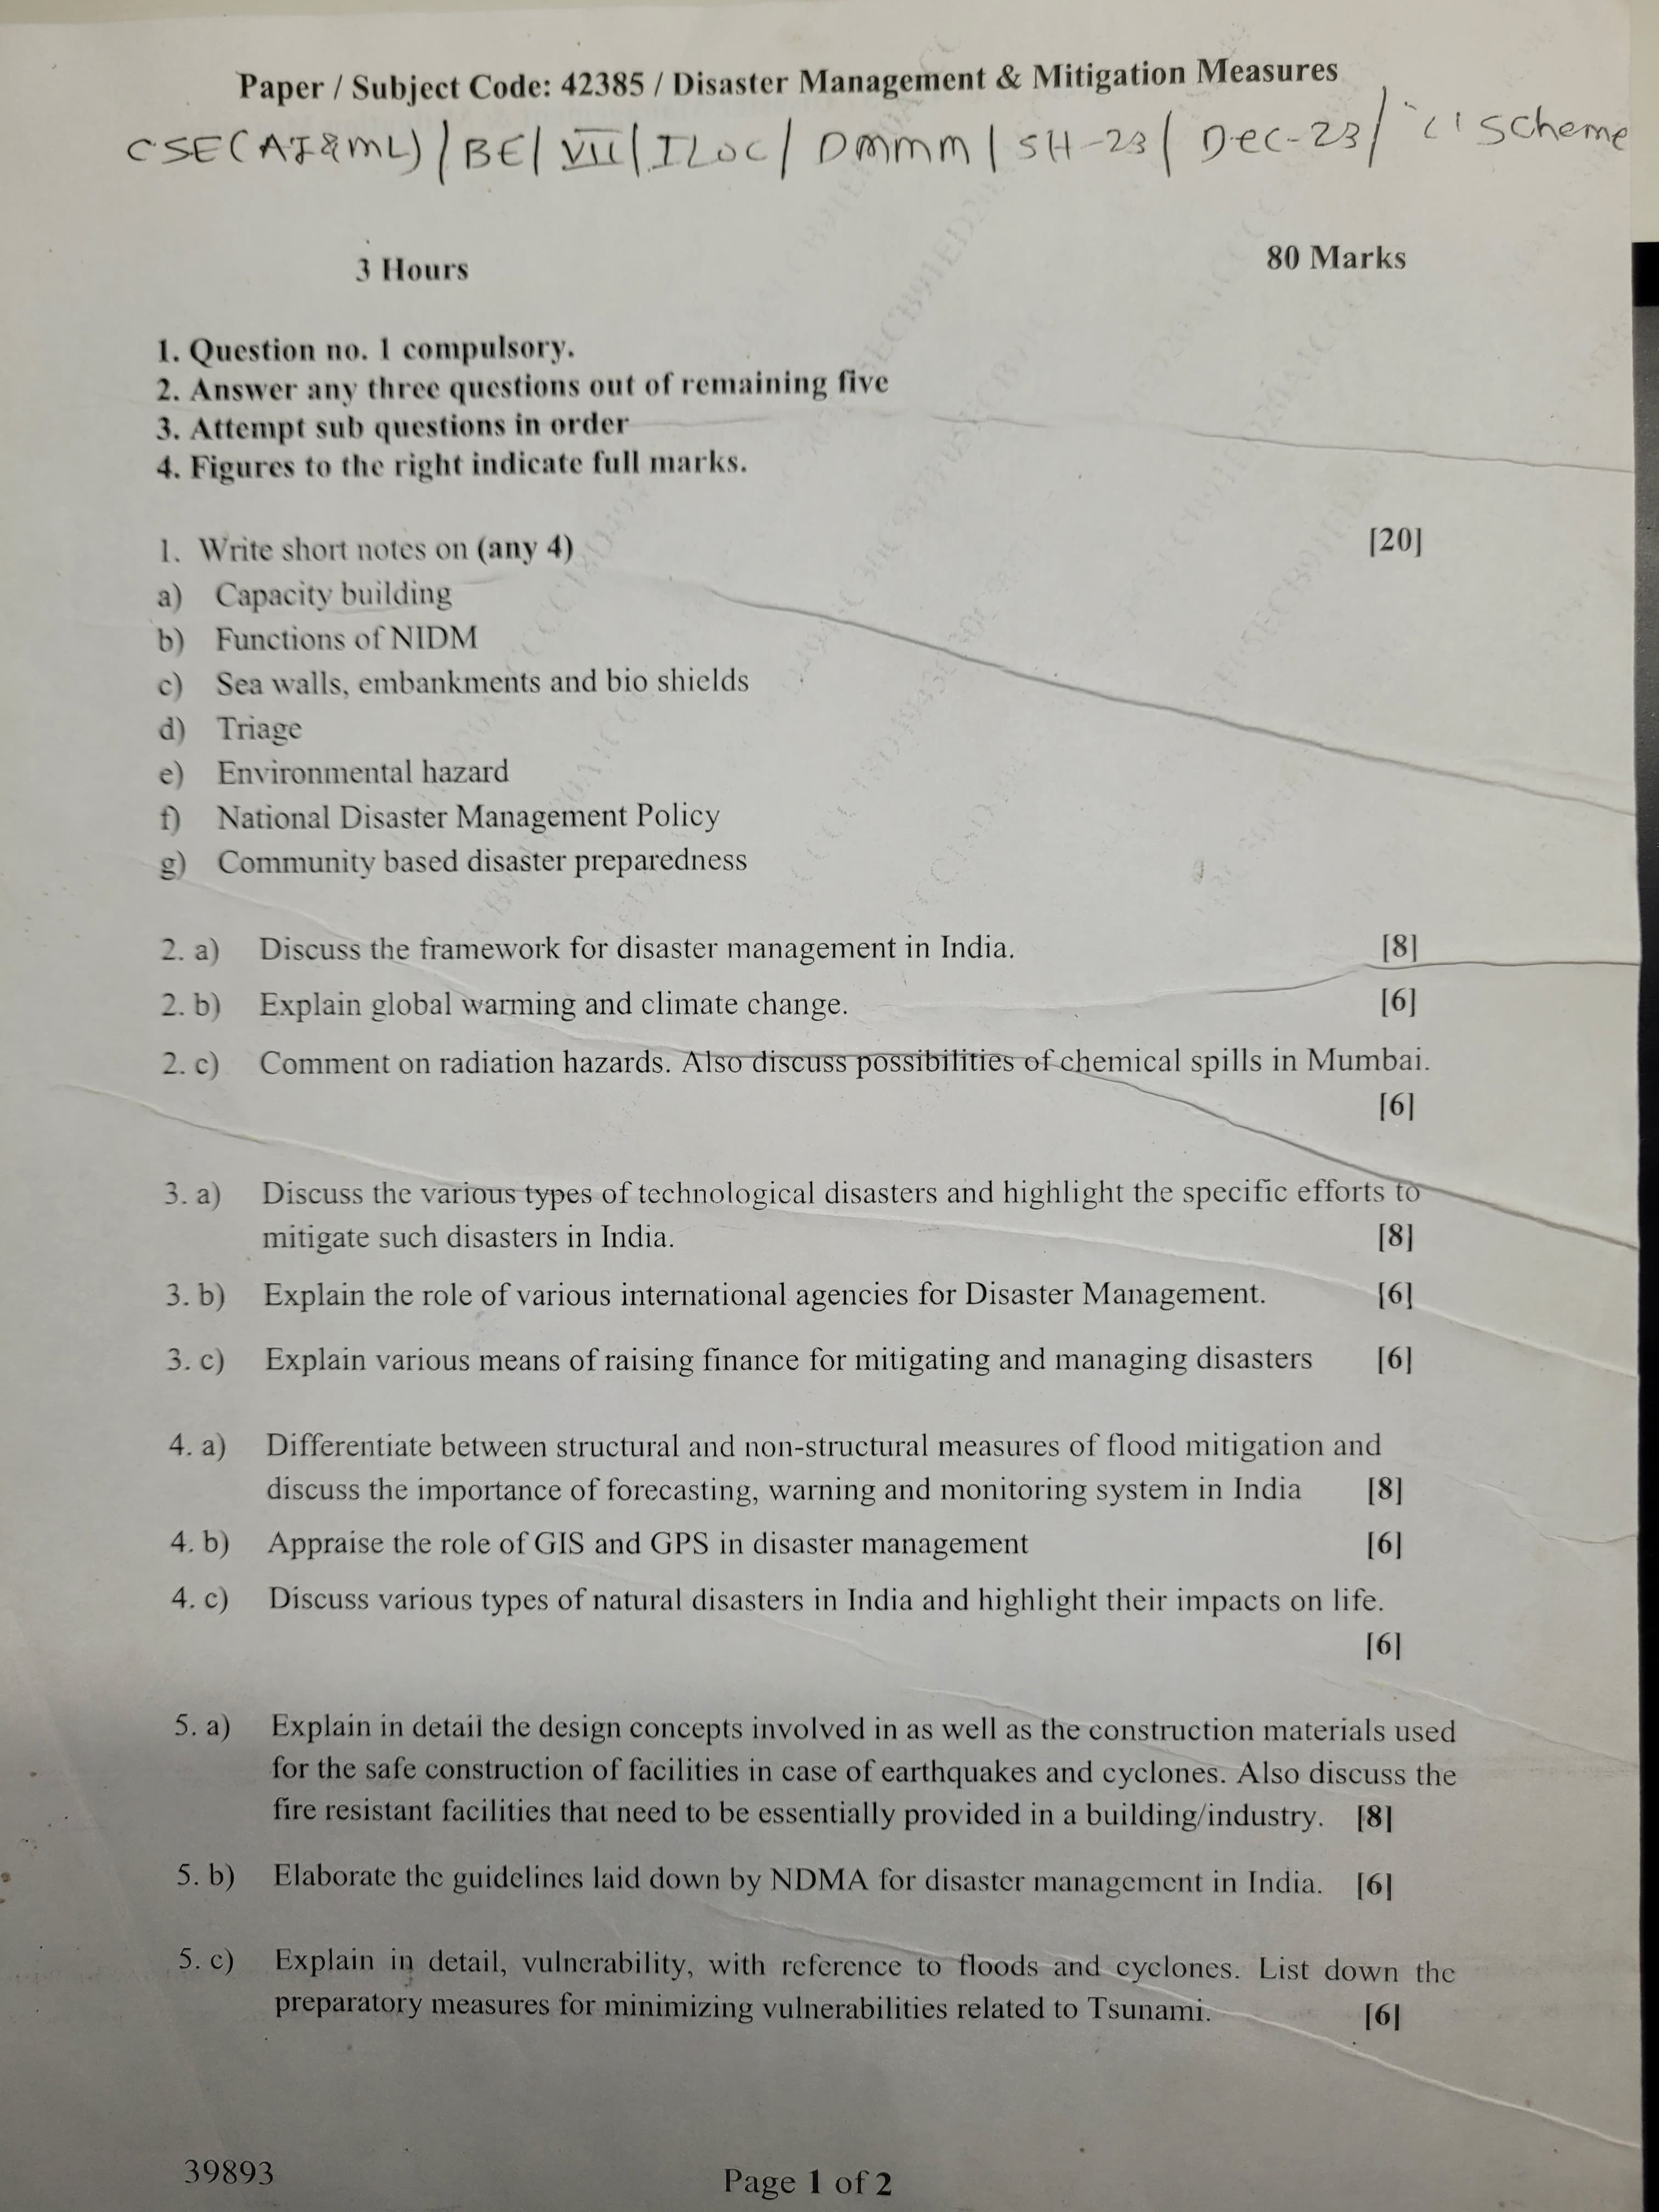 Paper / Subject Code: 42385 / Disaster Management & Mitigation Measures
CSE(AI&ML) / BE / VII / ILOC / DMMM / SH-23 / Dec-23 / Scheme
3 Hours 80 Marks
1. Question no. 1 compulsory.
2. Answer any three questions out of remaining five
3. Attempt sub questions in order
4. Figures to the right indicate full marks.
1. Write short notes on (any 4) [20]
a) Capacity building
b) Functions of NIDM
c) Sea walls, embankments and bio shields
d) Triage
e) Environmental hazard
f) National Disaster Management Policy
g) Community based disaster preparedness
2. a) Discuss the framework for disaster management in India. [8]
2. b) Explain global warming and climate change. [6]
2. c) Comment on radiation hazards. Also discuss possibilities of chemical spills in Mumbai.
[6]
3. a) Discuss the various types of technological disasters and highlight the specific efforts to
mitigate such disasters in India. [8]
3. b) Explain the role of various international agencies for Disaster Management. [6]
3. c) Explain various means of raising finance for mitigating and managing disasters [6]
4. a) Differentiate between structural and non-structural measures of flood mitigation and
discuss the importance of forecasting, warning and monitoring system in India [8]
4. b) Appraise the role of GIS and GPS in disaster management [6]
4. c) Discuss various types of natural disasters in India and highlight their impacts on life.
[6]
5. a) Explain in detail the design concepts involved in as well as the construction materials used
for the safe construction of facilities in case of earthquakes and cyclones. Also discuss the
fire resistant facilities that need to be essentially provided in a building/industry. [8]
5. b) Elaborate the guidelines laid down by NDMA for disaster management in India. [6]
5. c) Explain in detail, vulnerability, with reference to floods and cyclones. List down the
preparatory measures for minimizing vulnerabilities related to Tsunami. [6]
39893 Page 1 of 2